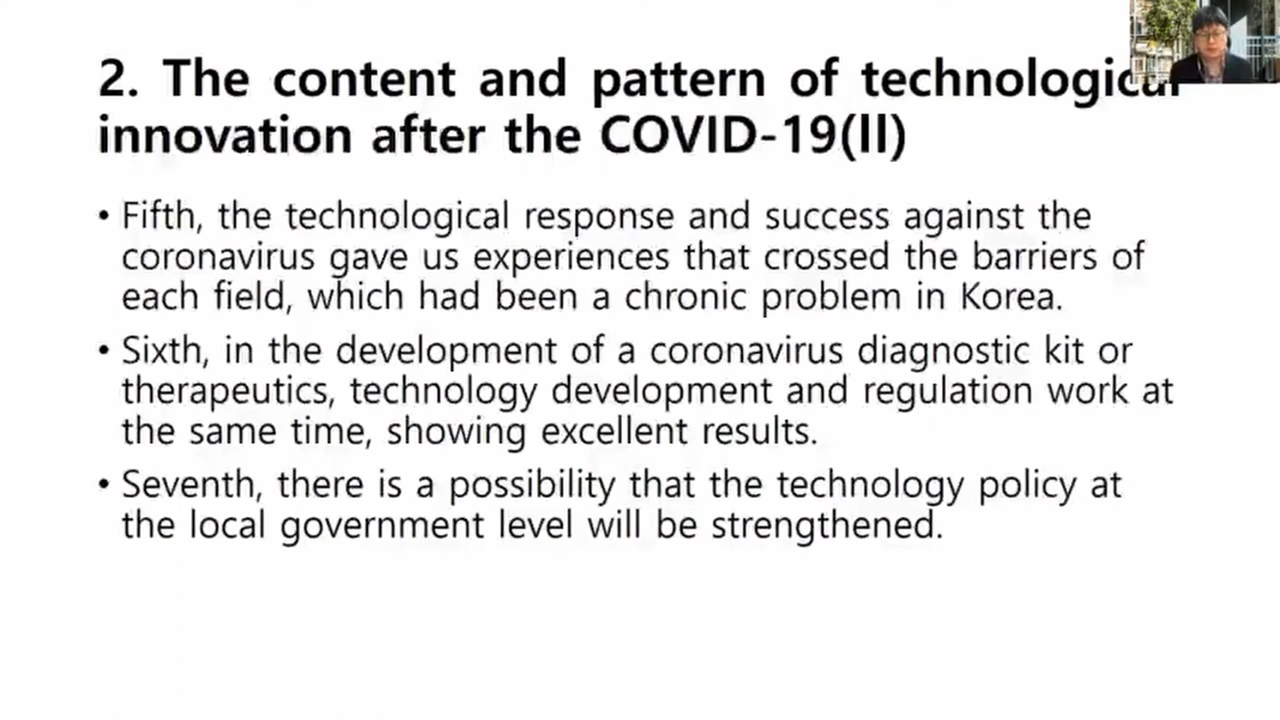 2. The content and pattern of technological
innovation after the COVID-19(ll)
• Fifth, the technological response and success against the
coronavirus gave us experiences that crossed the barriers of
each field, which had been a chronic problem in Korea.
• Sixth, in the development of a coronavirus diagnostic kit or
therapeutics, technology development and regulation work at
the same time, showing excellent results.
• Seventh, there is a possibility that the technology policy at
the local government level will be strengthened.